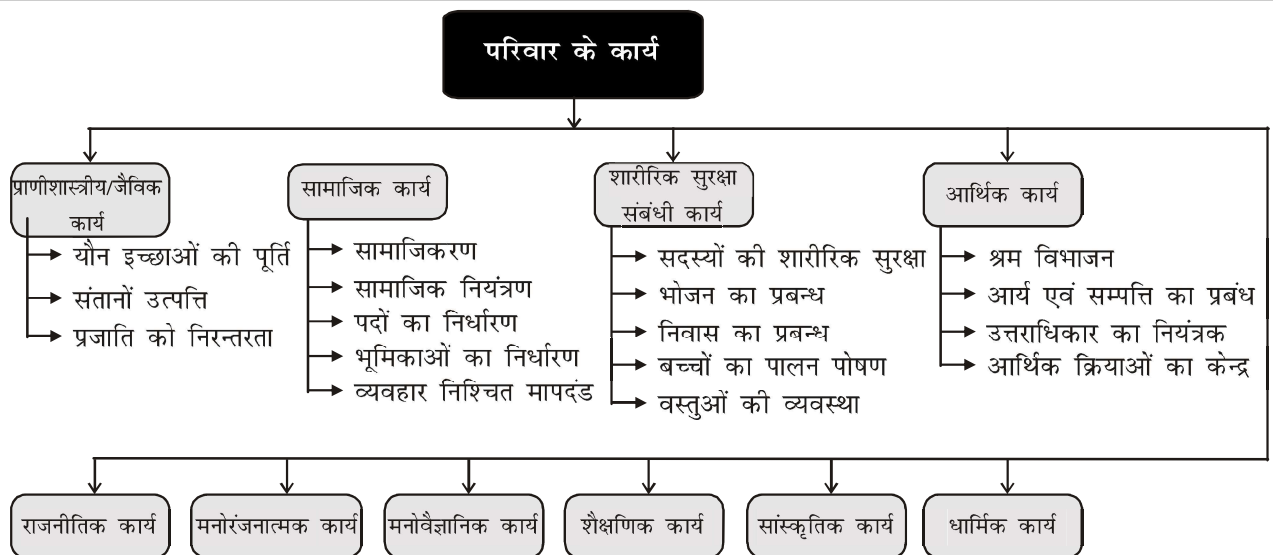 परिवार के कार्य
प्राणीशास्त्रीय/जैविक
कार्य
यौन इच्छाओं की पूर्ति
संतानों उत्पत्ति
प्रजाति को निरन्तरता
सामाजिक कार्य
सामाजिकरण
सामाजिक नियंत्रण
पदों का निर्धारण
भूमिकाओं का निर्धारण
व्यवहार निश्चित मापदंड
शारीरिक सुरक्षा
संबंधी कार्य
सदस्यों की शारीरिक सुरक्षा
भोजन का प्रबन्ध
निवास का प्रबन्ध
बच्चों का पालन पोषण
वस्तुओं की व्यवस्था
आर्थिक कार्य
श्रम विभाजन
आर्य एवं सम्पत्ति का प्रबंध
उत्तराधिकार का नियंत्रक
आर्थिक क्रियाओं का केन्द्र
राजनीतिक कार्य
मनोरंजनात्मक कार्य
मनोवैज्ञानिक कार्य
शैक्षणिक कार्य
सांस्कृतिक कार्य
धार्मिक कार्य